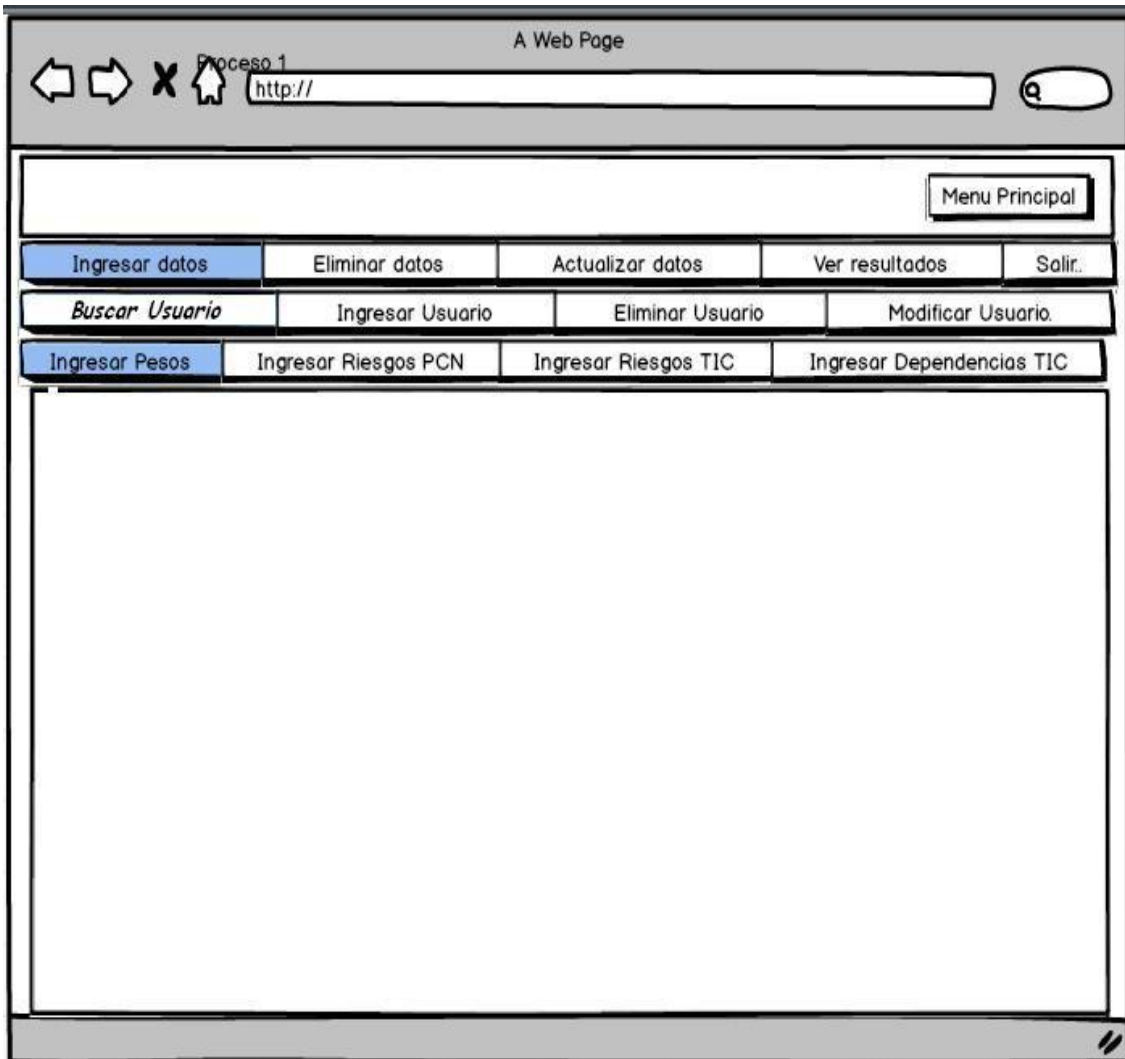 A Web Page
Proceso 1
http://
Menu Principal
Ingresar datos Eliminar datos Actualizar datos Ver resultados Salir..
Buscar Usuario Ingresar Usuario Eliminar Usuario Modificar Usuario.
Ingresar Pesos Ingresar Riesgos PCN Ingresar Riesgos TIC Ingresar Dependencias TIC